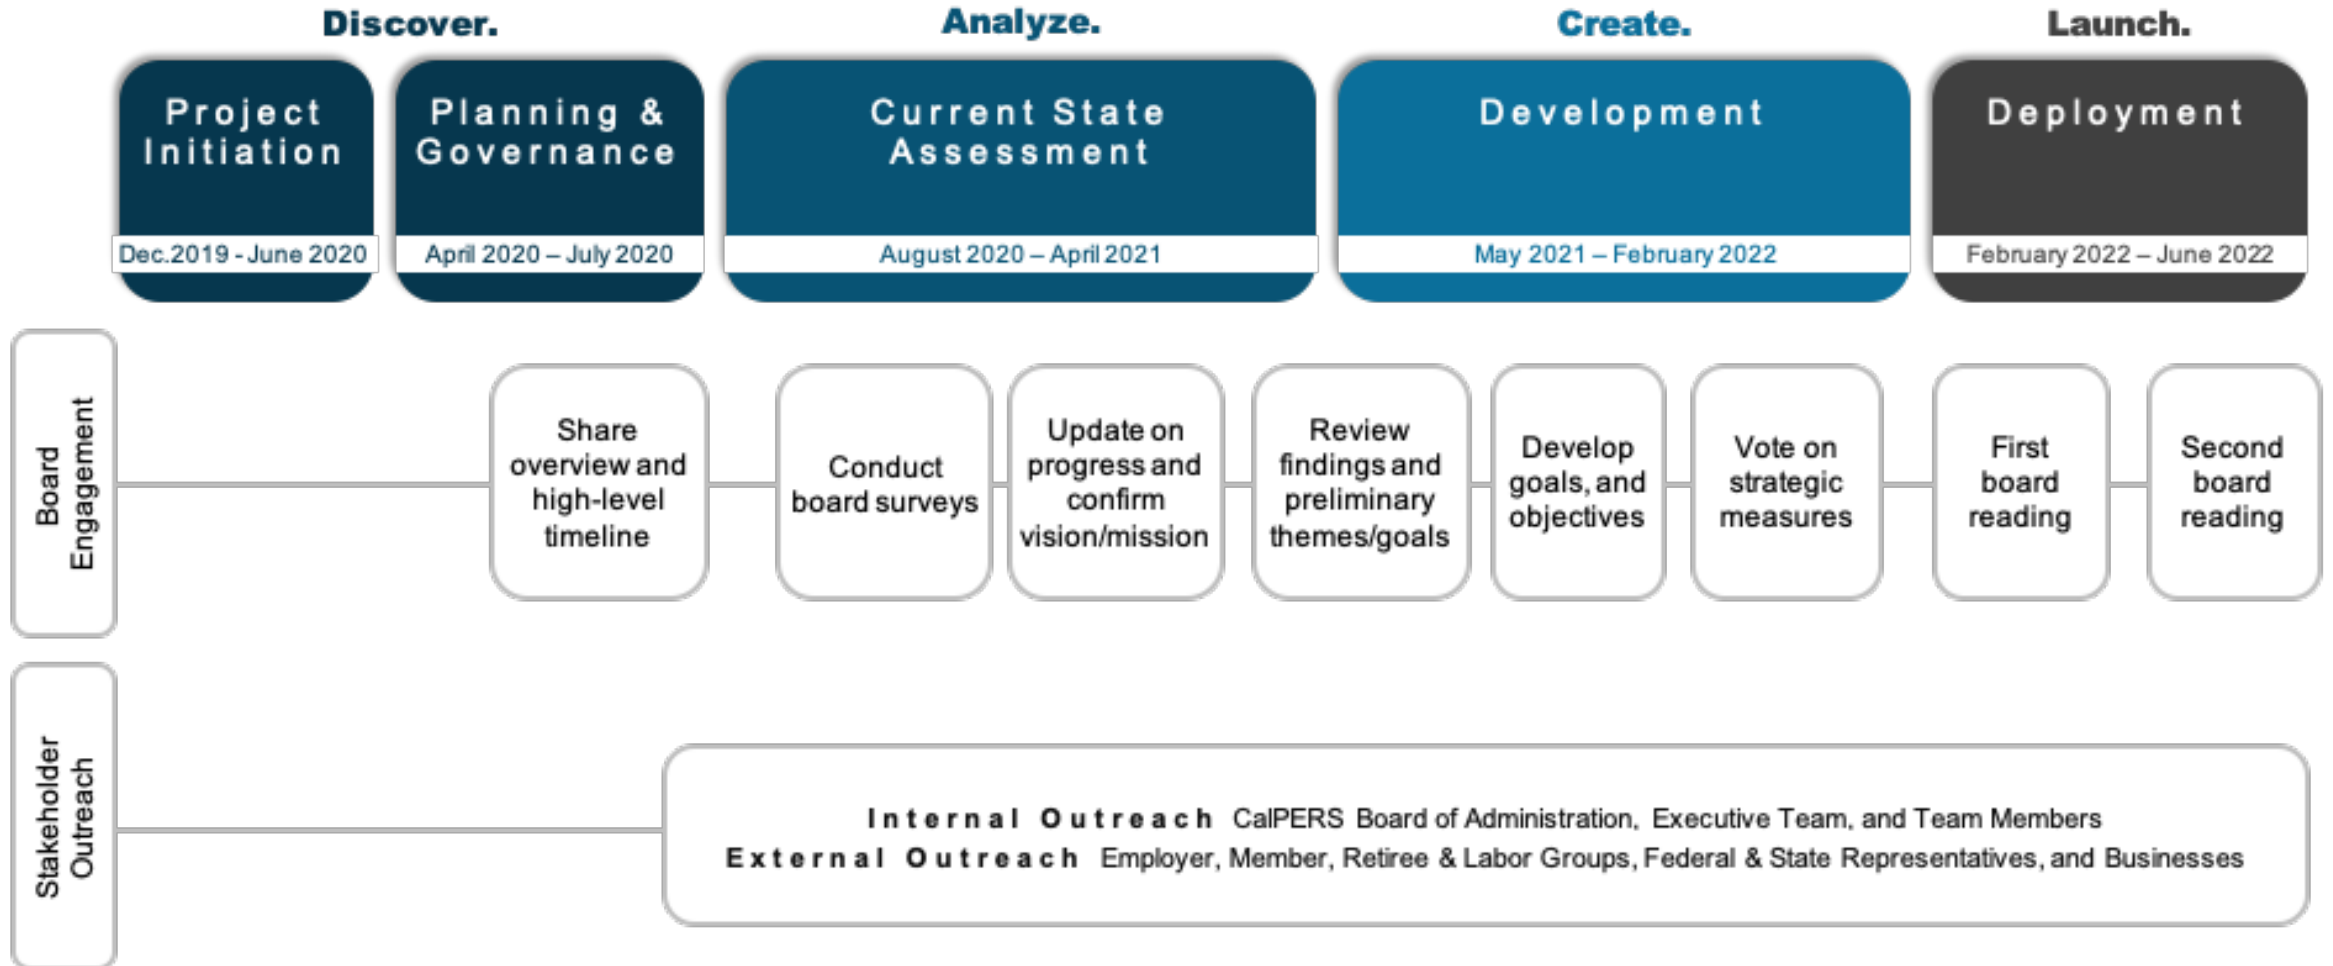 Discover.
Analyze.
Create.
Launch.
Project
Initiation
Dec.2019 - June 2020
Planning &
Governance
April 2020 – July 2020
Current State
Assessment
August 2020 – April 2021
Development
May 2021 – February 2022
Deployment
February 2022 – June 2022
Board
Engagement
Share
overview and
high-level
timeline
Conduct
board surveys
Update on
progress and
confirm
vision/mission
Review
findings and
preliminary
themes/goals
Develop
goals, and
objectives
Vote on
strategic
measures
First
board
reading
Second
board
reading
Stakeholder
Outreach
Internal Outreach CalPERS Board of Administration, Executive Team, and Team Members
External Outreach Employer, Member, Retiree & Labor Groups, Federal & State Representatives, and Businesses